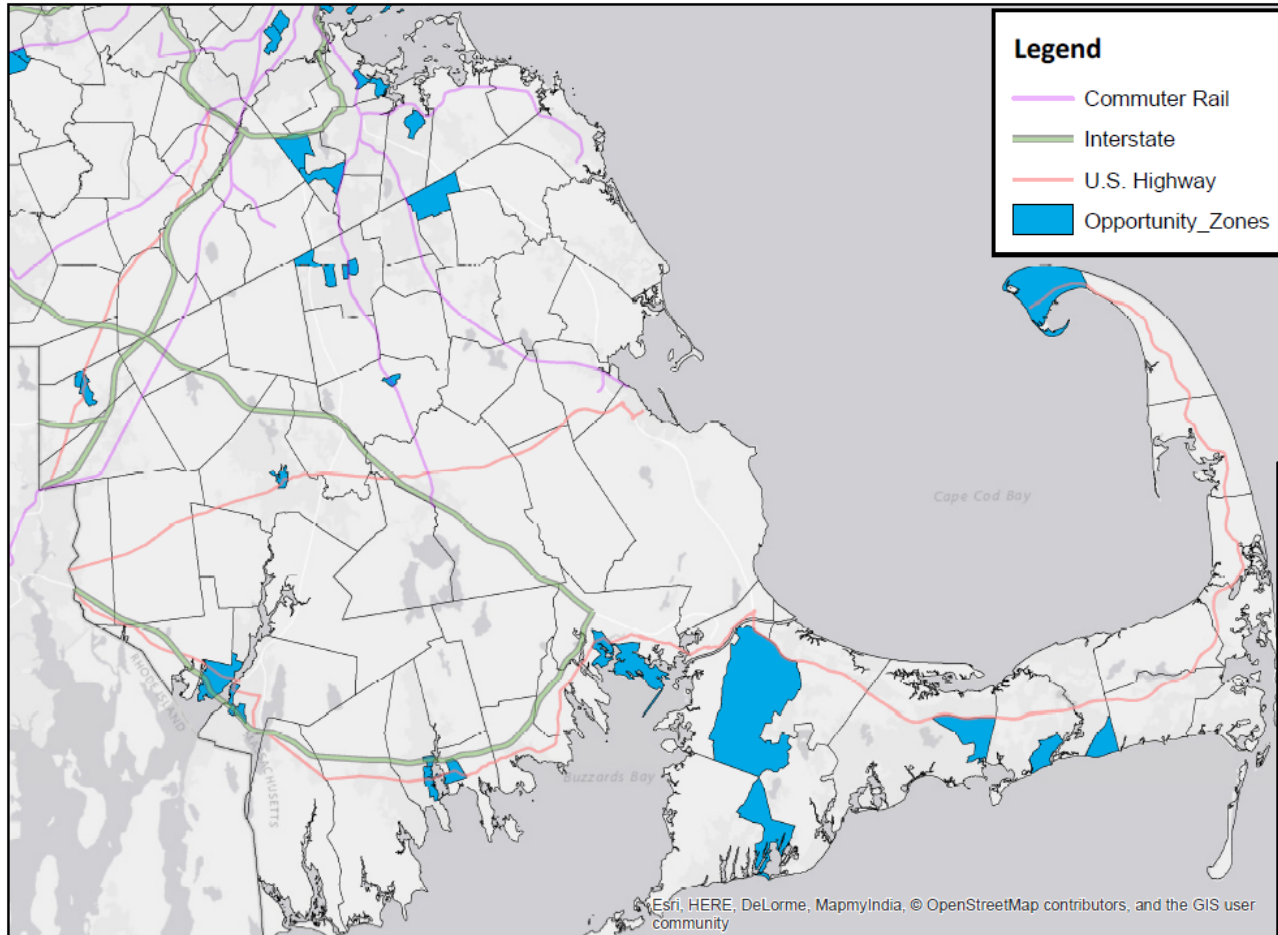 Legend
Commuter Rail
Interstate
U.S. Highway
Opportunity_Zones
Cape Cod Bay
RHODE ISLAND
MASSACHUSETTS
Buzzards Bay
Esri, HERE, DeLorme, MapmyIndia, © OpenStreetMap contributors, and the GIS user
community